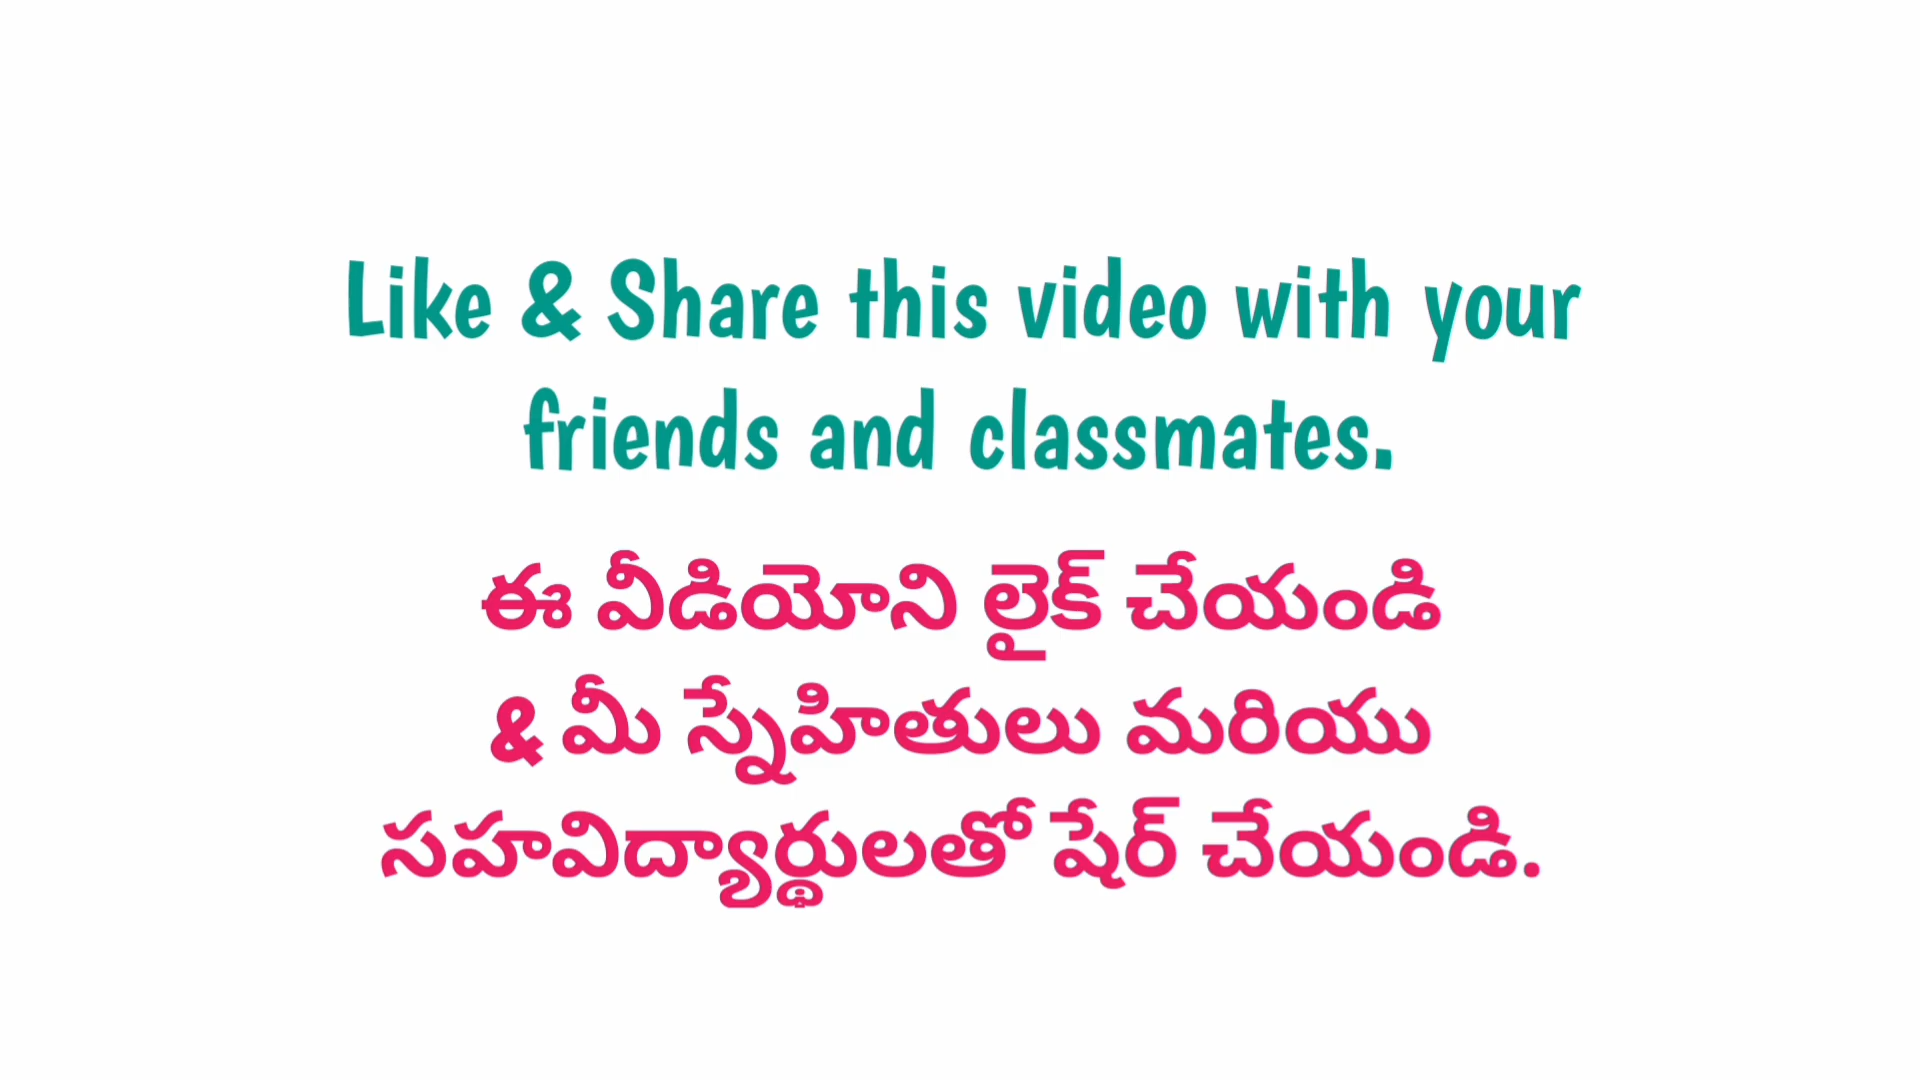 Like & Share this video with your
friends and classmates.
ఈ వీడియోని లైక్ చేయండి
& మీ స్నేహితులు మరియు
సహవిద్యార్థులతో షేర్ చేయండి.